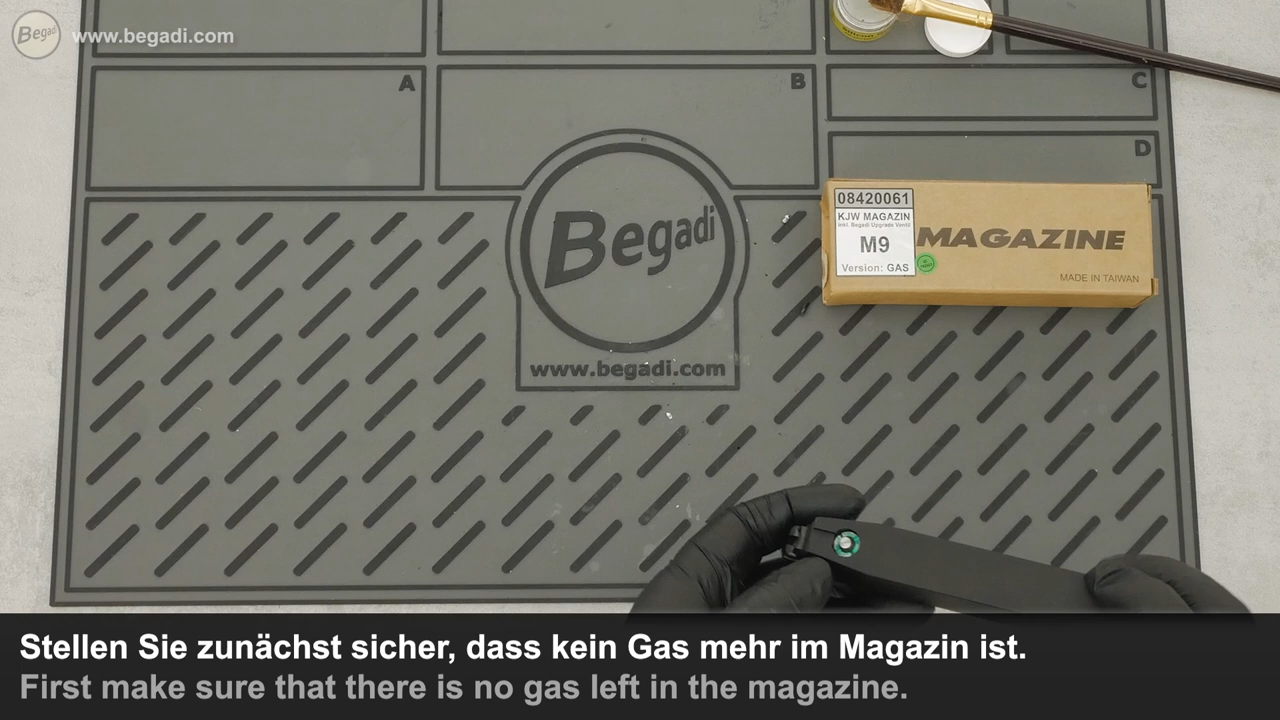 Begadi
www.begadi.com
A
B
C
D
Begadi
www.begadi.com
08420061
KJW MAGAZIN
inkl. Begadi Upgrade Ventil
M9
Version: GAS
MAGAZINE
MADE IN TAIWAN
Stellen Sie zunächst sicher, dass kein Gas mehr im Magazin ist.
First make sure that there is no gas left in the magazine.